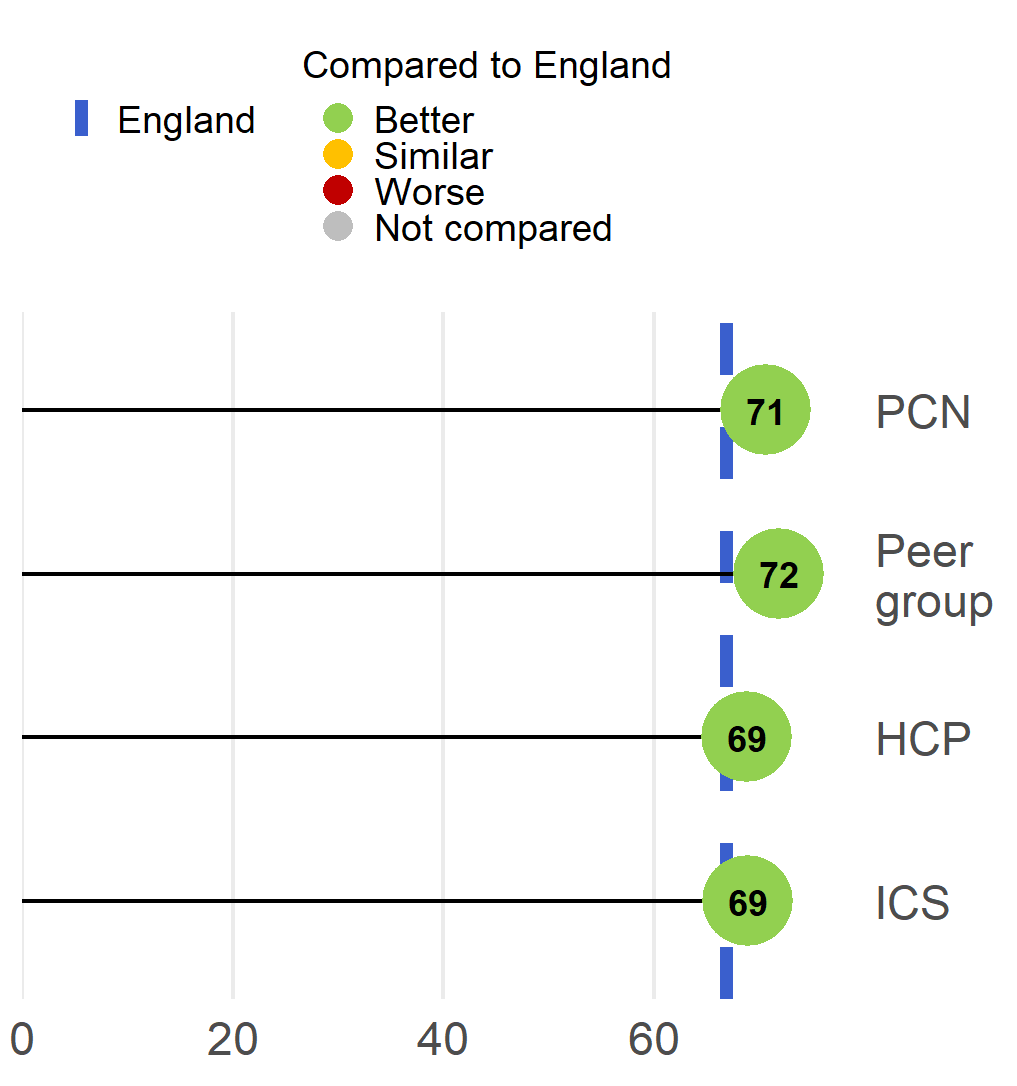 Compared to England
England
Better
Similar
Worse
Not compared
71
PCN
72
Peer
group
69
HCP
69
ICS
0 20 40 60